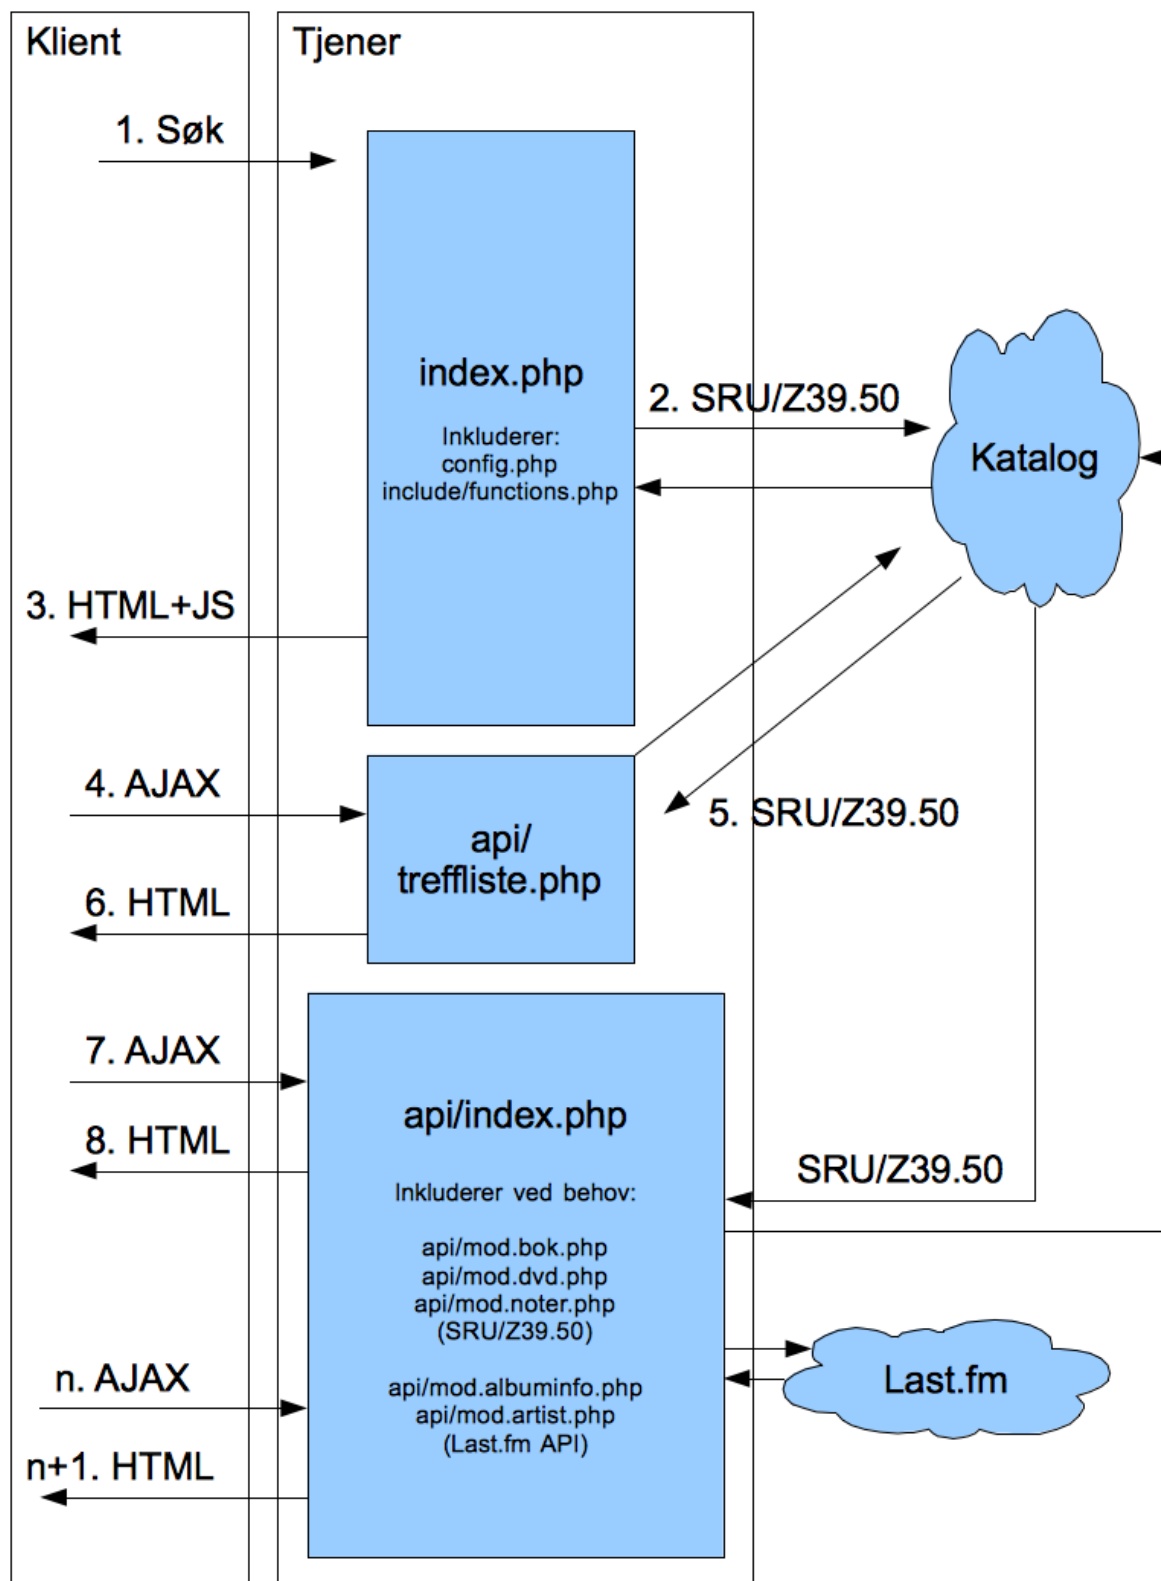 Klient
Tjener
1. Søk
index.php
Inkluderer:
config.php
include/functions.php
2. SRU/Z39.50
Katalog
3. HTML+JS
4. AJAX
api/
treffliste.php
5. SRU/Z39.50
6. HTML
7. AJAX
api/index.php
8. HTML
SRU/Z39.50
Inkluderer ved behov:
api/mod.bok.php
api/mod.dvd.php
api/mod.noter.php
(SRU/Z39.50)
n. AJAX
api/mod.albuminfo.php
api/mod.artist.php
(Last.fm API)
Last.fm
n+1. HTML